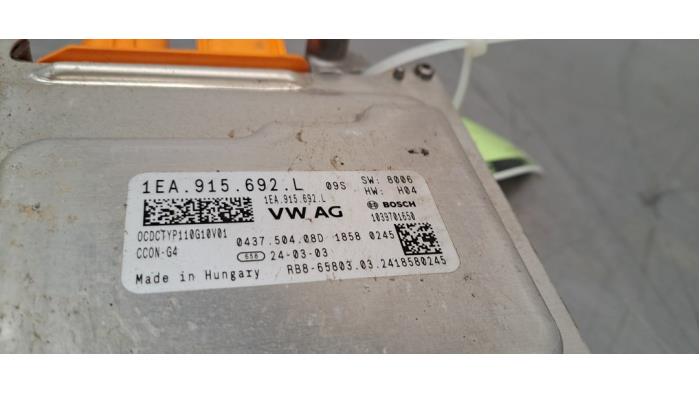 1EA.915.692.L 09S SW: 8006
1EA.915.692.L HW: H04
VW AG BOSCH
1039701650
OCDCTYP110G10V01 0437.504.08D 1858 0245
CCON-G4 658 24-03-03
Made in Hungary RB8-65803.03.2418580245